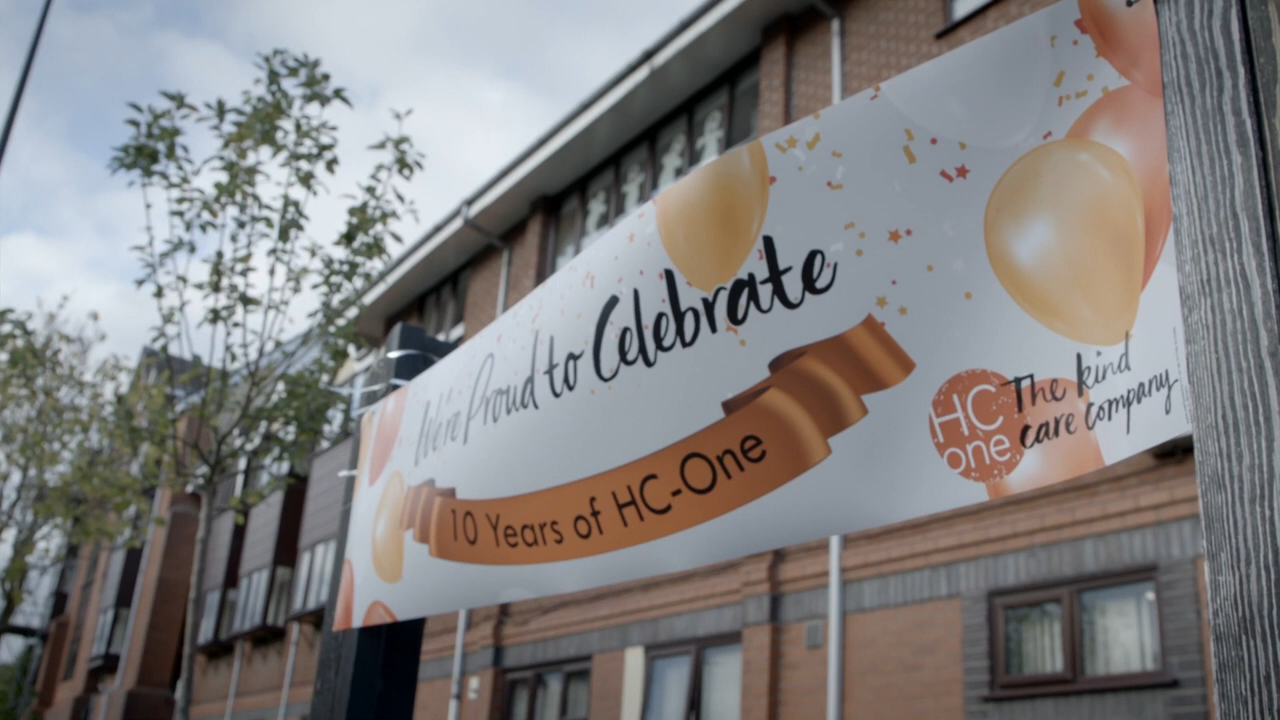 We're Proud to Celebrate
10 Years of HC-One
HC
one
The kind
care company